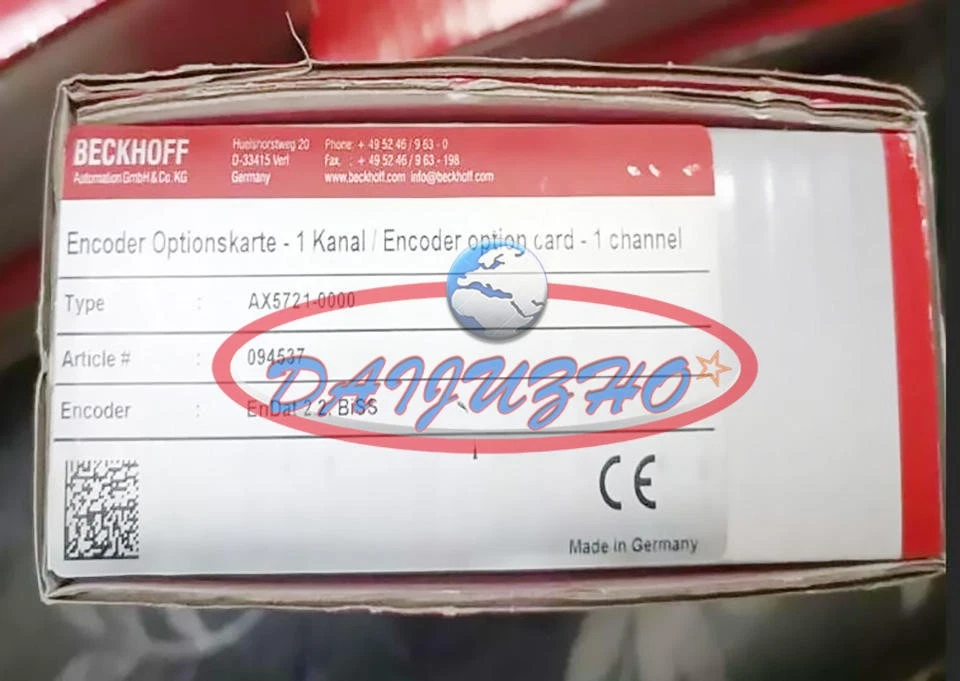 BECKHOFF
Automation GmbH & Co. KG
Huelshorstweg 20
D-33415 Verl
Germany
Phone: + 49 52 46 / 9 63 - 0
Fax. : + 49 52 46 / 9 63 - 198
www.beckhoff.com info@beckhoff.com
Encoder Optionskarte - 1 Kanal / Encoder option card - 1 channel
Type : AX5721-0000
Article # : 094537
DAIJUZHO
Encoder : EnDat 2.2, BiSS
CE
Made in Germany